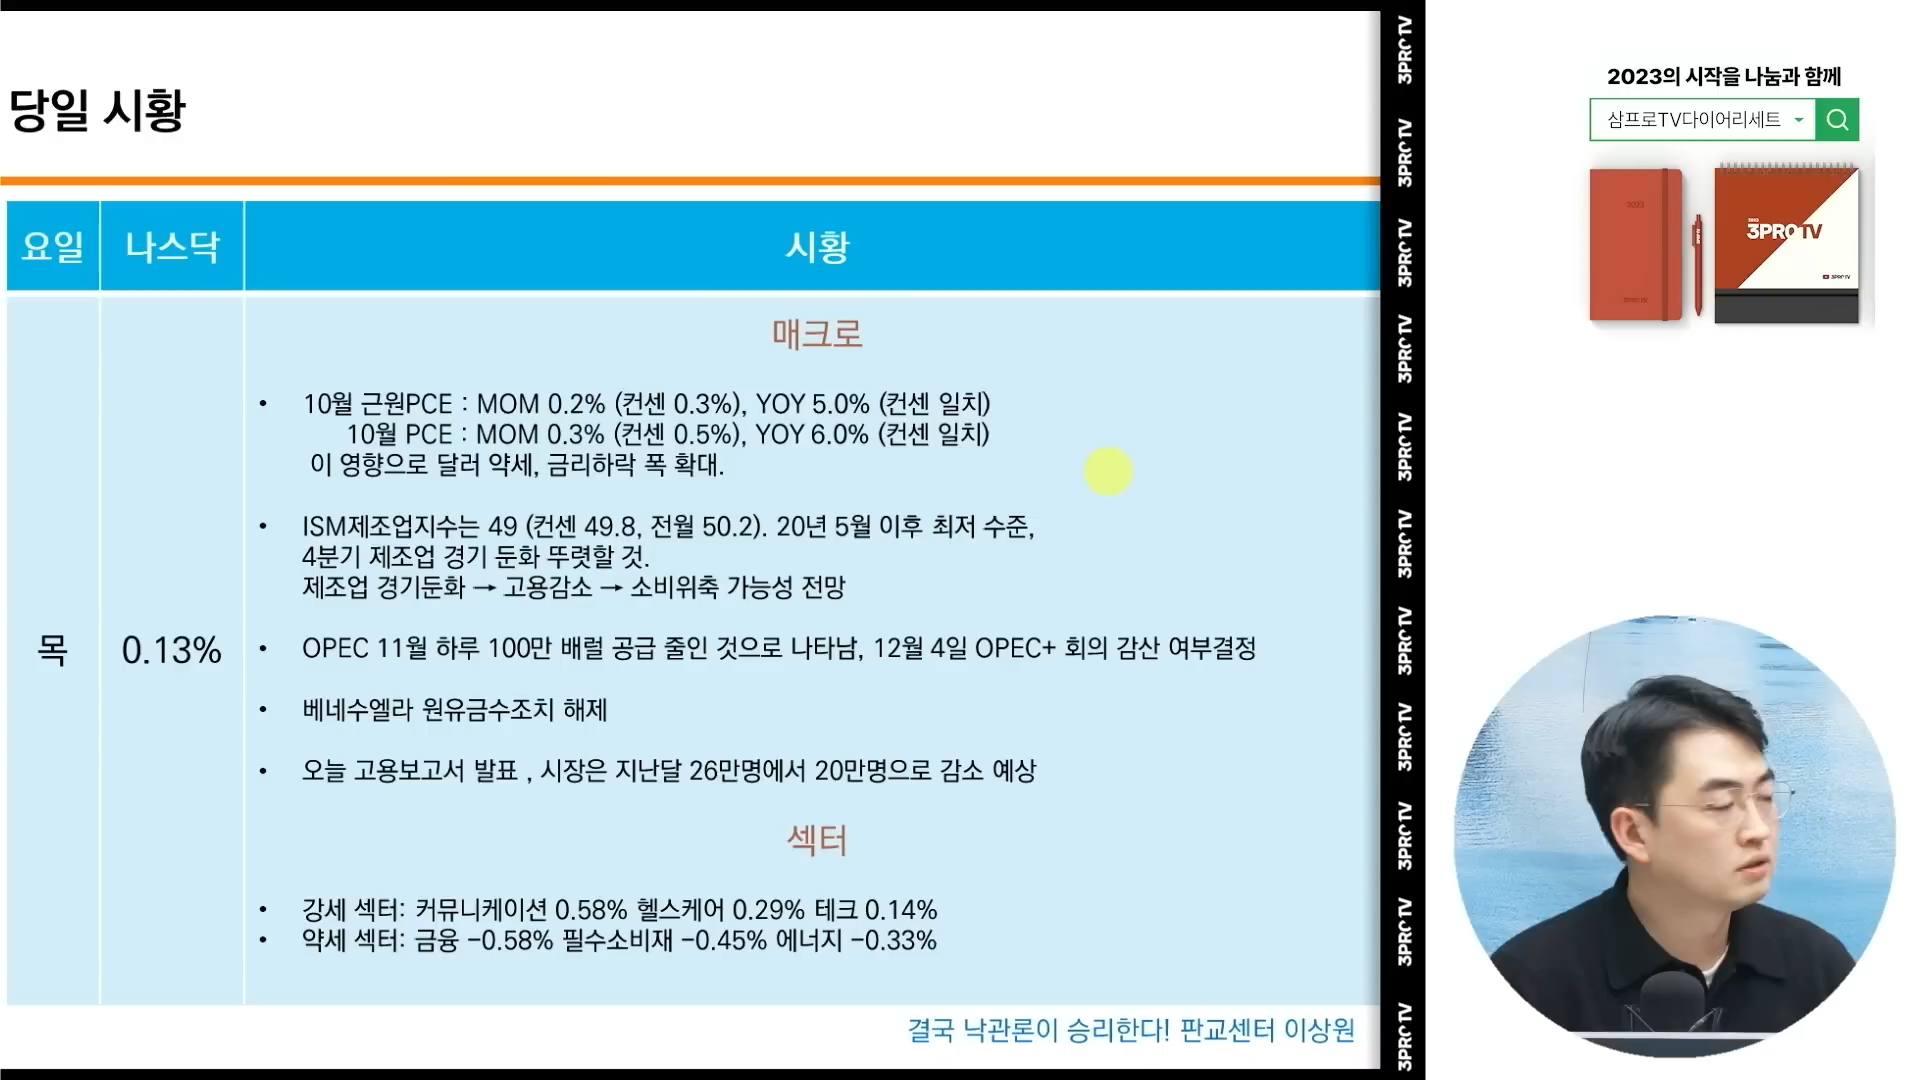 당일 시황
요일
나스닥
시황
매크로
• 10월 근원PCE : MOM 0.2% (컨센 0.3%), YOY 5.0% (컨센 일치)
10월 PCE : MOM 0.3% (컨센 0.5%), YOY 6.0% (컨센 일치)
이 영향으로 달러 약세, 금리하락 폭 확대.
• ISM제조업지수는 49 (컨센 49.8, 전월 50.2). 20년 5월 이후 최저 수준,
4분기 제조업 경기 둔화 뚜렷할 것.
제조업 경기둔화 → 고용감소 → 소비위축 가능성 전망
목
0.13%
• OPEC 11월 하루 100만 배럴 공급 줄인 것으로 나타남, 12월 4일 OPEC+ 회의 감산 여부결정
• 베네수엘라 원유금수조치 해제
• 오늘 고용보고서 발표 , 시장은 지난달 26만명에서 20만명으로 감소 예상
섹터
• 강세 섹터: 커뮤니케이션 0.58% 헬스케어 0.29% 테크 0.14%
• 약세 섹터: 금융 -0.58% 필수소비재 -0.45% 에너지 -0.33%
결국 낙관론이 승리한다! 판교센터 이상원
3PROTV
3PROTV
3PROTV
3PROTV
3PROTV
3PROTV
3PROTV
3PROTV
3PROTV
3PROTV
3PROTV
2023의 시작을 나눔과 함께
삼프로TV다이어리세트
2023
3PROTV
3PROTV